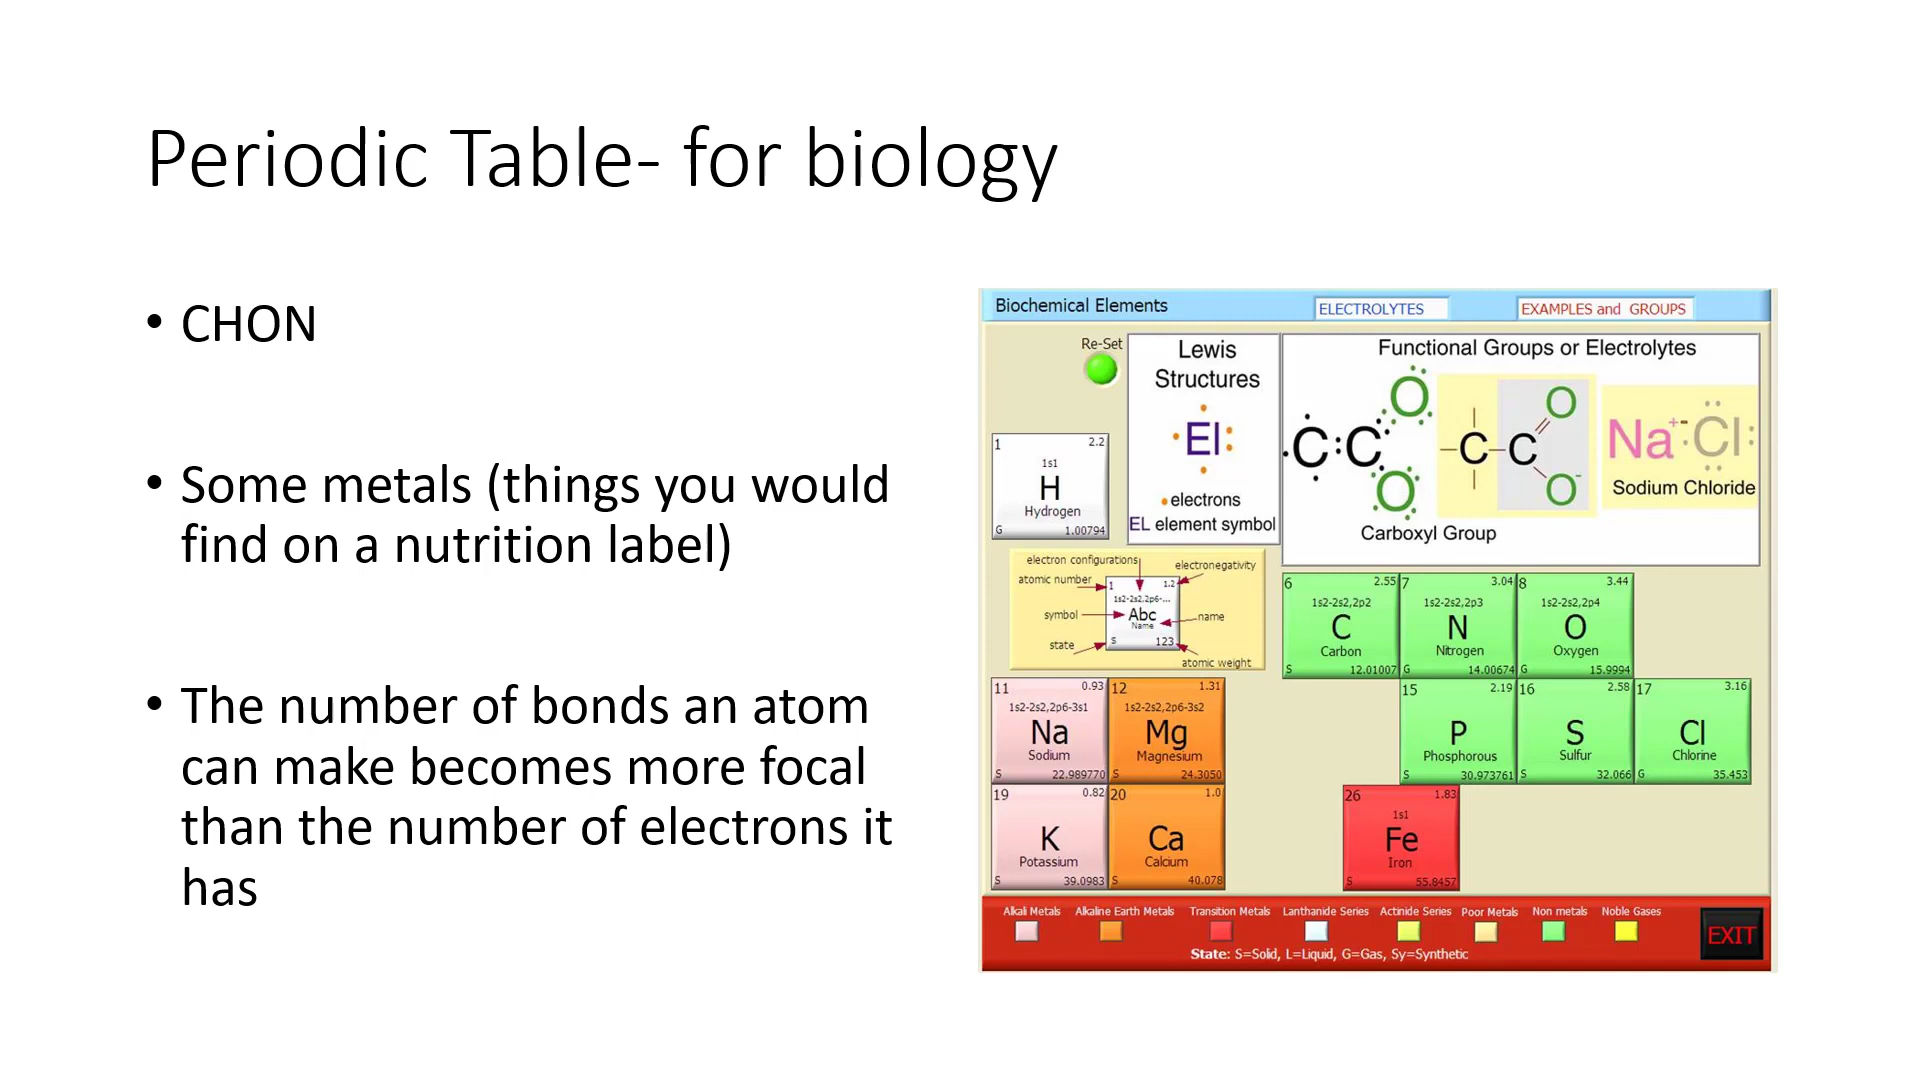 Periodic Table- for biology
• CHON
• Some metals (things you would
find on a nutrition label)
• The number of bonds an atom
can make becomes more focal
than the number of electrons it
has
Biochemical Elements
ELECTROLYTES
EXAMPLES and GROUPS
Re-Set
Lewis
Structures
El
electrons
EL element symbol
Functional Groups or Electrolytes
C C O O
C C O O-
Carboxyl Group
Na+ -Cl
Sodium Chloride
1 2.2
1s1
H
Hydrogen
G 1.00794
electron configurations
electronegativity
atomic number
1 1.2
1s2-2s2,2p6-...
symbol
Abc
name
Name
state
S 123
atomic weight
6 2.55
1s2-2s2,2p2
C
Carbon
S 12.01007
7 3.04
1s2-2s2,2p3
N
Nitrogen
G 14.00674
8 3.44
1s2-2s2,2p4
O
Oxygen
G 15.9994
11 0.93
1s2-2s2,2p6-3s1
Na
Sodium
S 22.989770
12 1.31
1s2-2s2,2p6-3s2
Mg
Magnesium
S 24.3050
15 2.19
P
Phosphorous
S 30.973761
16 2.58
S
Sulfur
S 32.066
17 3.16
Cl
Chlorine
G 35.453
19 0.82
K
Potassium
S 39.0983
20 1.0
Ca
Calcium
S 40.078
26 1.83
1s1
Fe
Iron
S 55.8457
Alkali Metals Alkaline Earth Metals Transition Metals Lanthanide Series Actinide Series Poor Metals Non metals Noble Gases
State: S=Solid, L=Liquid, G=Gas, Sy=Synthetic
EXIT